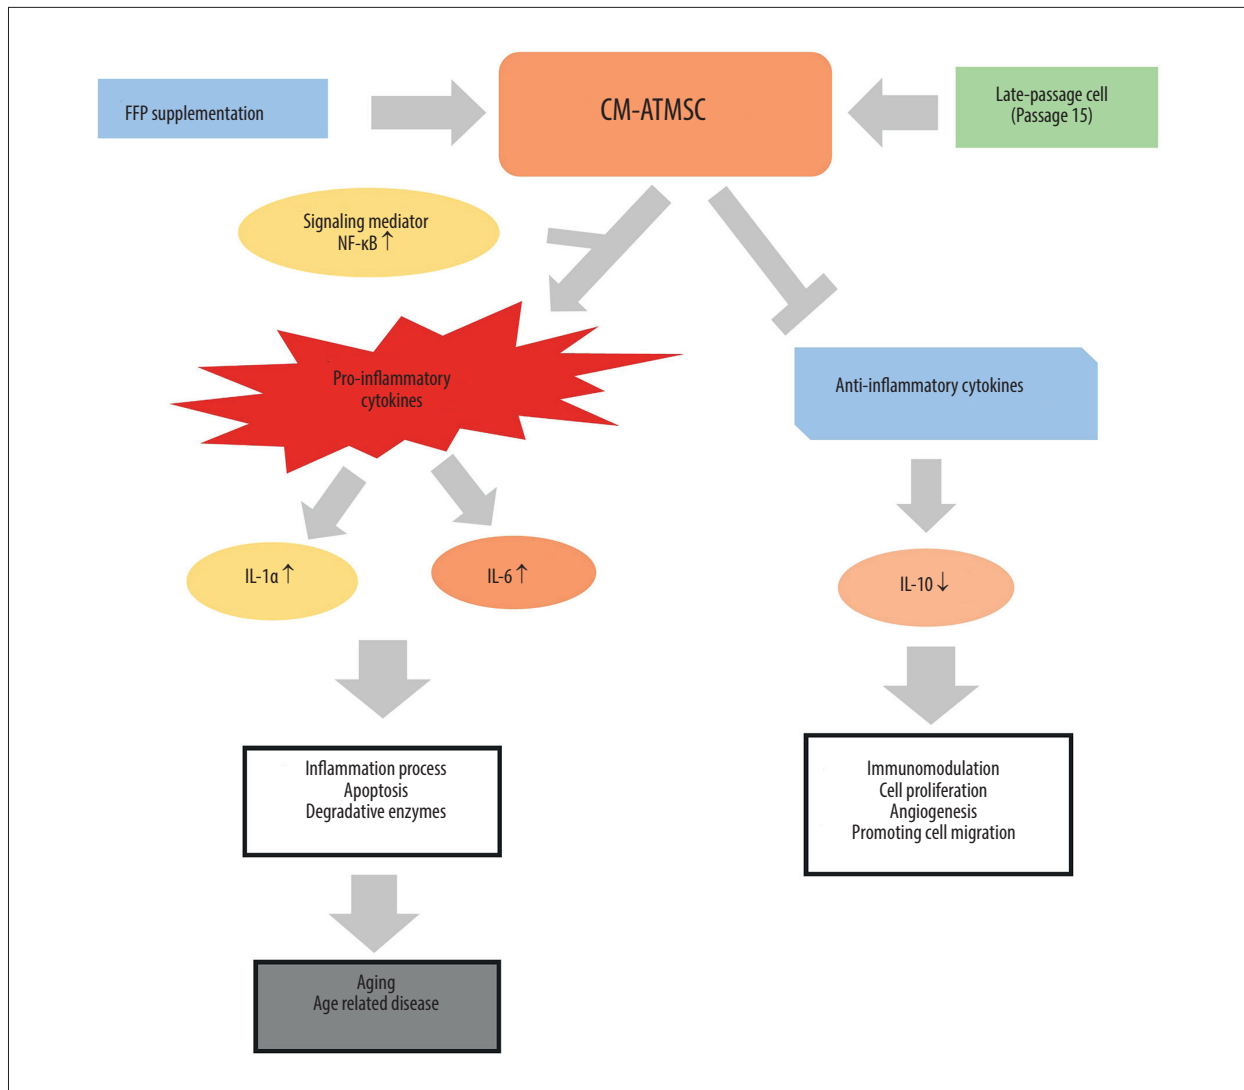 FFP supplementation
CM-ATMSC
Late-passage cell
(Passage 15)
Signaling mediator
NF-κB ↑
Pro-inflammatory
cytokines
Anti-inflammatory cytokines
IL-1α ↑
IL-6 ↑
IL-10 ↓
Inflammation process
Apoptosis
Degradative enzymes
Immunomodulation
Cell proliferation
Angiogenesis
Promoting cell migration
Aging
Age related disease